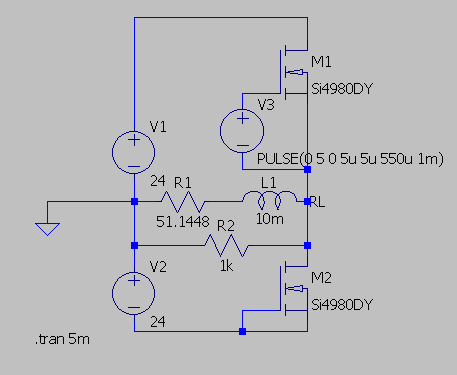 M1
Si4980DY
V3
PULSE(0 5 0 5u 5u 550u 1m)
V1
24
R1
51.1448
L1
10m
RL
R2
1k
V2
24
M2
Si4980DY
.tran 5m